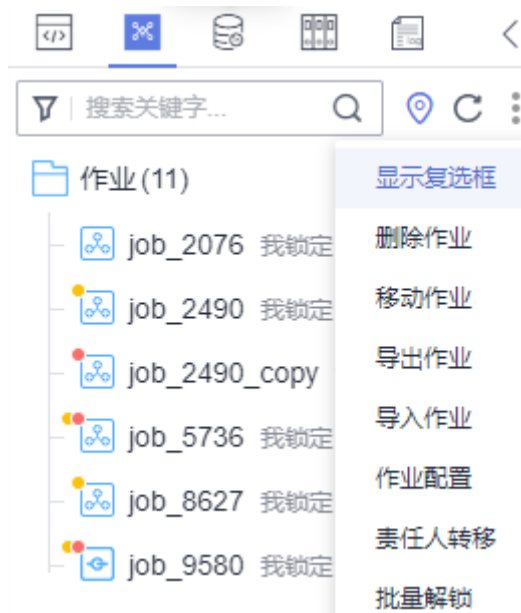 </>
log
搜索关键字...
作业 (11)
显示复选框
job_2076 我锁定
删除作业
job_2490 我锁定
移动作业
job_2490_copy
导出作业
job_5736 我锁定
导入作业
job_8627 我锁定
作业配置
job_9580 我锁定
责任人转移
批量解锁